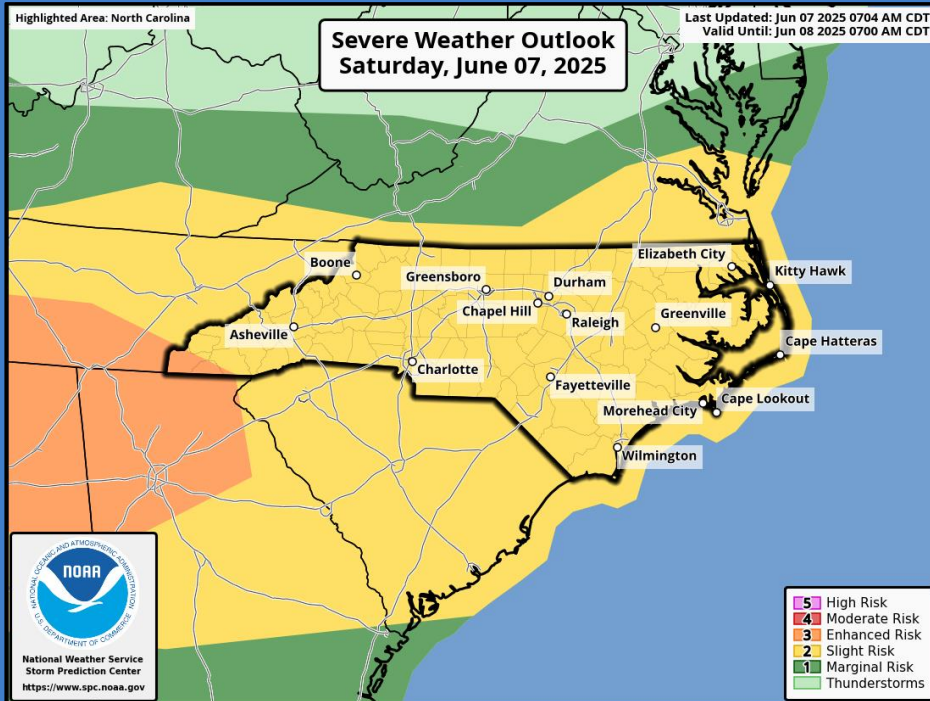 Highlighted Area: North Carolina
Severe Weather Outlook
Saturday, June 07, 2025
Last Updated: Jun 07 2025 0704 AM CDT
Valid Until: Jun 08 2025 0700 AM CDT
Boone
Greensboro
Durham
Chapel Hill
Raleigh
Elizabeth City
Kitty Hawk
Greenville
Asheville
Charlotte
Cape Hatteras
Fayetteville
Cape Lookout
Morehead City
Wilmington
NATIONAL OCEANIC AND ATMOSPHERIC ADMINISTRATION
NOAA
U.S. DEPARTMENT OF COMMERCE
National Weather Service
Storm Prediction Center
https://www.spc.noaa.gov
5 High Risk
4 Moderate Risk
3 Enhanced Risk
2 Slight Risk
1 Marginal Risk
Thunderstorms